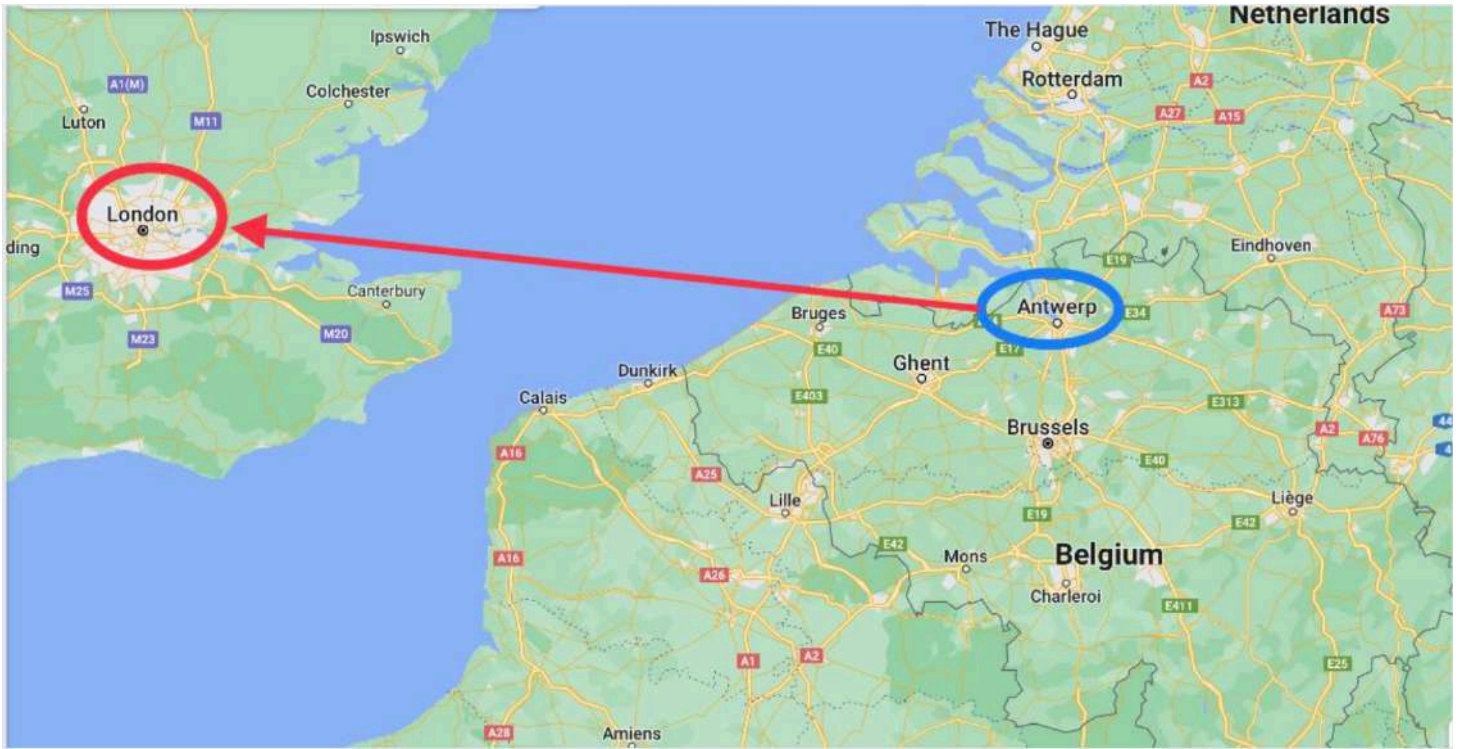 Netherlands
The Hague
Ipswich
Rotterdam
A2
A1(M)
Colchester
A27
A15
Luton
M11
London
ding
Eindhoven
E19
M25
Canterbury
Antwerp
Bruges
E34
A73
M23
M20
E17
E40
Ghent
Dunkirk
Calais
E403
E313
Brussels
A2
A76
44
4
A16
A25
E40
Lille
Liège
E19
E42
E42
A16
Mons
Belgium
A26
Charleroi
E411
A1
A2
E25
A28
Amiens